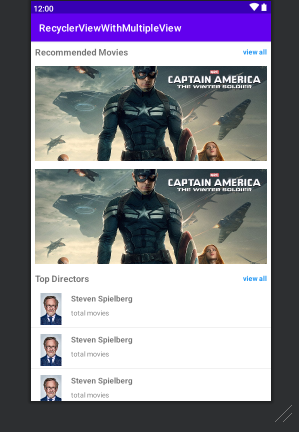 12:00
RecyclerViewWithMultipleView
Recommended Movies view all
MARVEL
CAPTAIN AMERICA
THE WINTER SOLDIER
MARVEL
CAPTAIN AMERICA
THE WINTER SOLDIER
Top Directors view all
Steven Spielberg
total movies
Steven Spielberg
total movies
Steven Spielberg
total movies